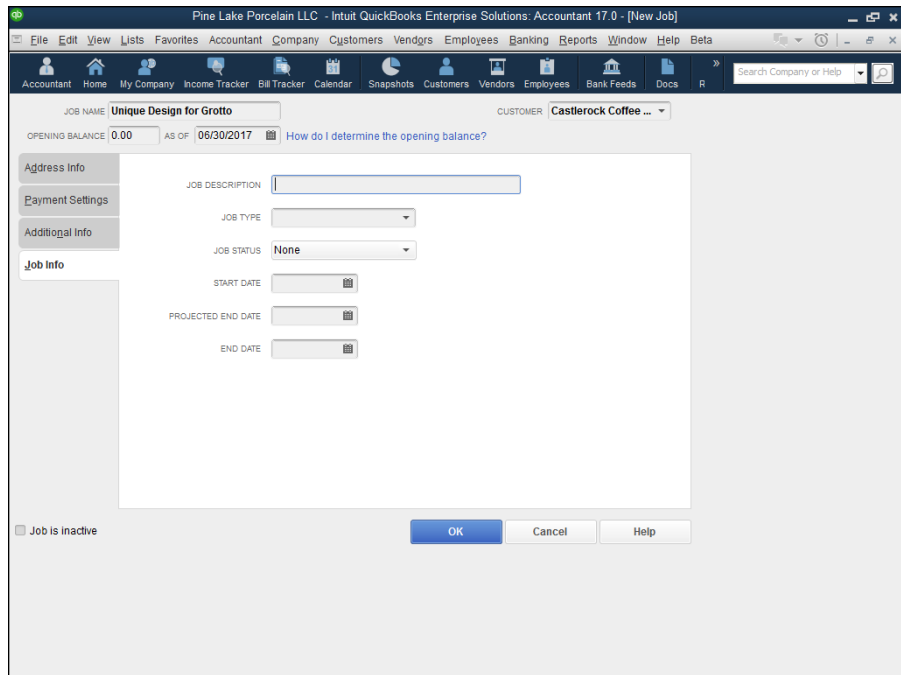 qb Pine Lake Porcelain LLC - Intuit QuickBooks Enterprise Solutions: Accountant 17.0 - [New Job]
File Edit View Lists Favorites Accountant Company Customers Vendors Employees Banking Reports Window Help Beta
Accountant Home My Company Income Tracker Bill Tracker Calendar Snapshots Customers Vendors Employees Bank Feeds Docs R » Search Company or Help
JOB NAME Unique Design for Grotto CUSTOMER Castlerock Coffee ...
OPENING BALANCE 0.00 AS OF 06/30/2017 How do I determine the opening balance?
Address Info
Payment Settings
Additional Info
Job Info
JOB DESCRIPTION
JOB TYPE
JOB STATUS None
START DATE
PROJECTED END DATE
END DATE
Job is inactive OK Cancel Help